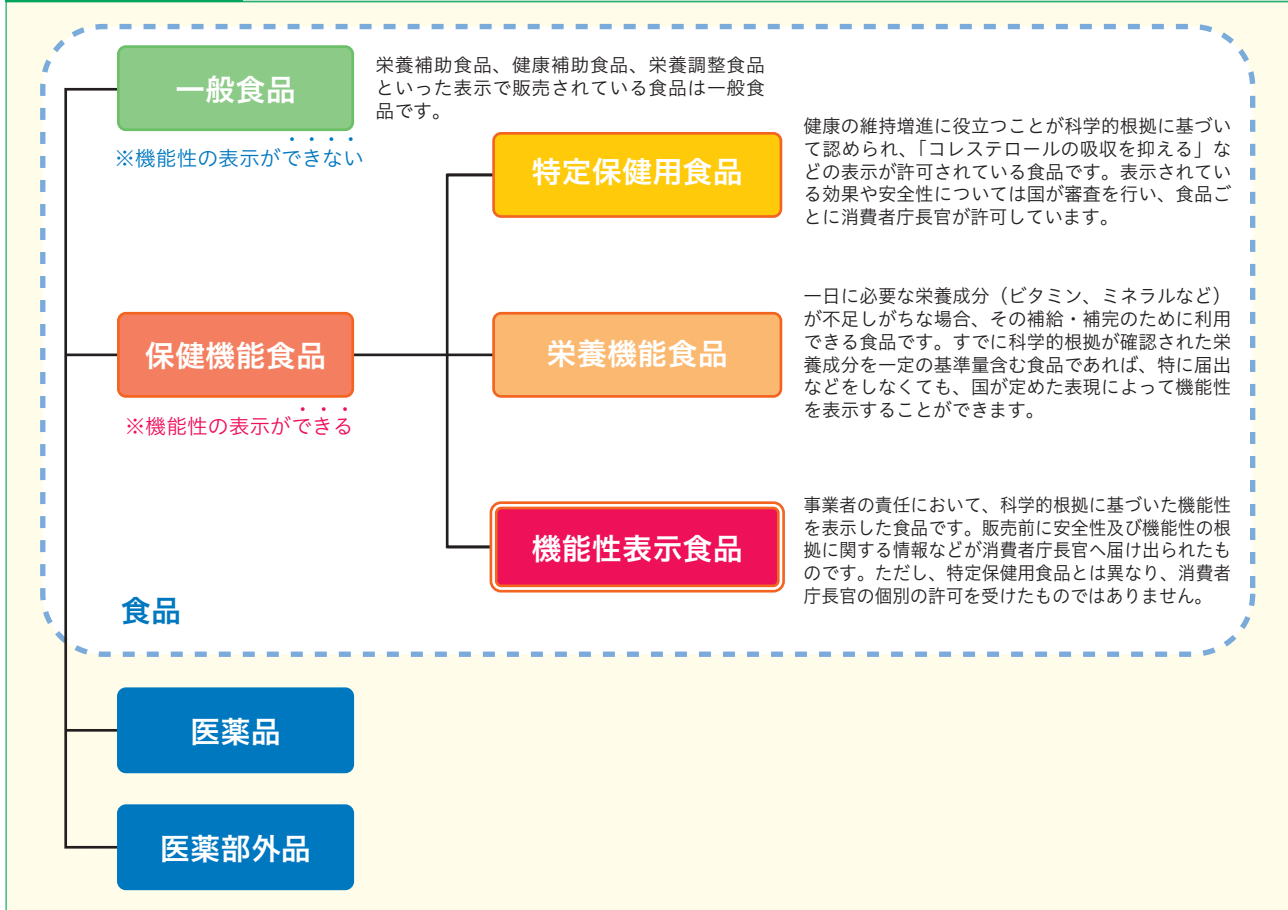 一般食品
※機能性の表示ができない
栄養補助食品、健康補助食品、栄養調整食品
といった表示で販売されている食品は一般食
品です。
特定保健用食品
健康の維持増進に役立つことが科学的根拠に基づい
て認められ、「コレステロールの吸収を抑える」な
どの表示が許可されている食品です。表示されてい
る効果や安全性については国が審査を行い、食品ご
とに消費者庁長官が許可しています。
保健機能食品
※機能性の表示ができる
栄養機能食品
一日に必要な栄養成分（ビタミン、ミネラルなど）
が不足しがちな場合、その補給・補完のために利用
できる食品です。すでに科学的根拠が確認された栄
養成分を一定の基準量含む食品であれば、特に届出
などをしなくても、国が定めた表現によって機能性
を表示することができます。
機能性表示食品
事業者の責任において、科学的根拠に基づいた機能性
を表示した食品です。販売前に安全性及び機能性の根
拠に関する情報などが消費者庁長官へ届け出られたも
のです。ただし、特定保健用食品とは異なり、消費者
庁長官の個別の許可を受けたものではありません。
食品
医薬品
医薬部外品